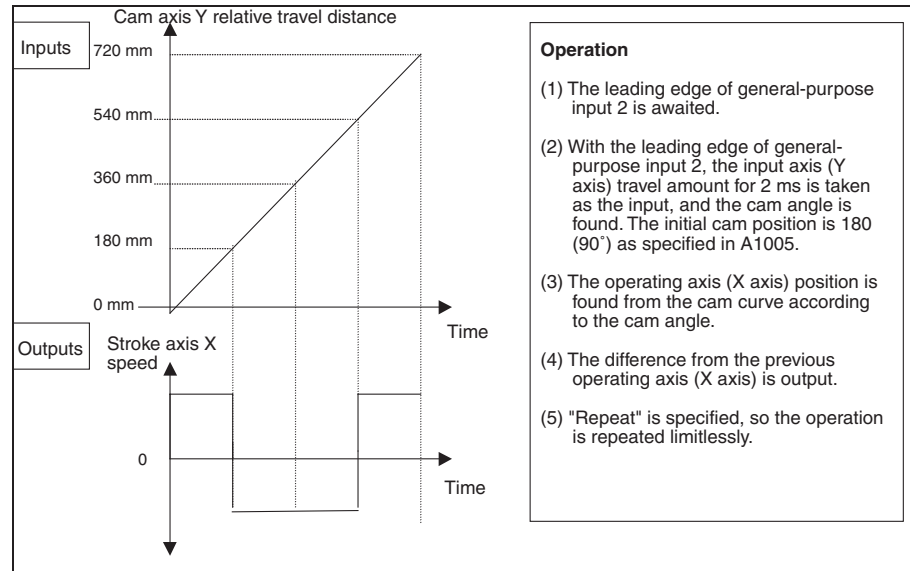 Cam axis Y relative travel distance
Inputs
720 mm
540 mm
360 mm
180 mm
0 mm
Time
Outputs
Stroke axis X
speed
0
Time
Operation
(1) The leading edge of general-purpose
input 2 is awaited.
(2) With the leading edge of general-
purpose input 2, the input axis (Y
axis) travel amount for 2 ms is taken
as the input, and the cam angle is
found. The initial cam position is 180
(90˚) as specified in A1005.
(3) The operating axis (X axis) position is
found from the cam curve according
to the cam angle.
(4) The difference from the previous
operating axis (X axis) is output.
(5) "Repeat" is specified, so the operation
is repeated limitlessly.